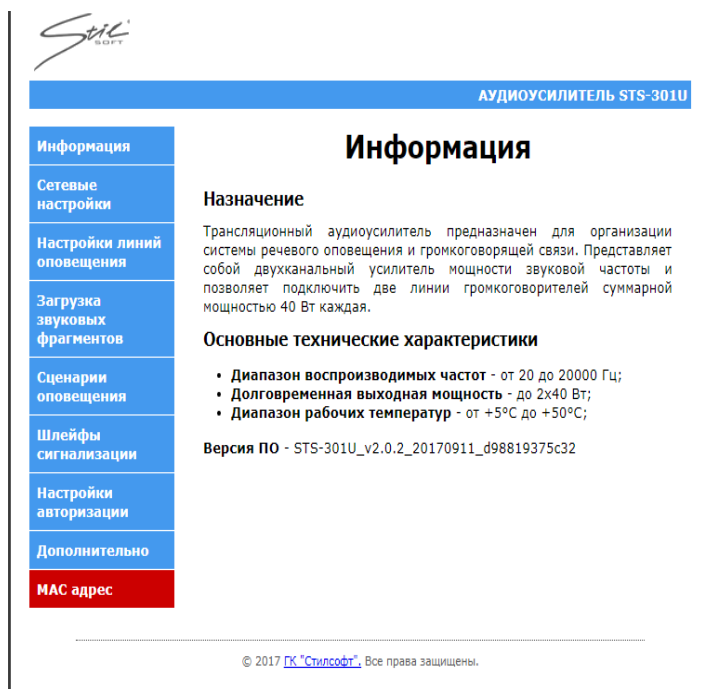 Stil
SOFT
АУДИОУСИЛИТЕЛЬ STS-301U
Информация
Сетевые
настройки
Настройки линий
оповещения
Загрузка
звуковых
фрагментов
Сценарии
оповещения
Шлейфы
сигнализации
Настройки
авторизации
Дополнительно
МАС адрес
Информация
Назначение
Трансляционный аудиоусилитель предназначен для организации
системы речевого оповещения и громкоговорящей связи. Представляет
собой двухканальный усилитель мощности звуковой частоты и
позволяет подключить две линии громкоговорителей суммарной
мощностью 40 Вт каждая.
Основные технические характеристики
• Диапазон воспроизводимых частот - от 20 до 20000 Гц;
• Долговременная выходная мощность - до 2х40 Вт;
• Диапазон рабочих температур - от +5°С до +50°С;
Версия ПО - STS-301U_v2.0.2_20170911_d98819375c32
© 2017 ГК "Стилсофт". Все права защищены.